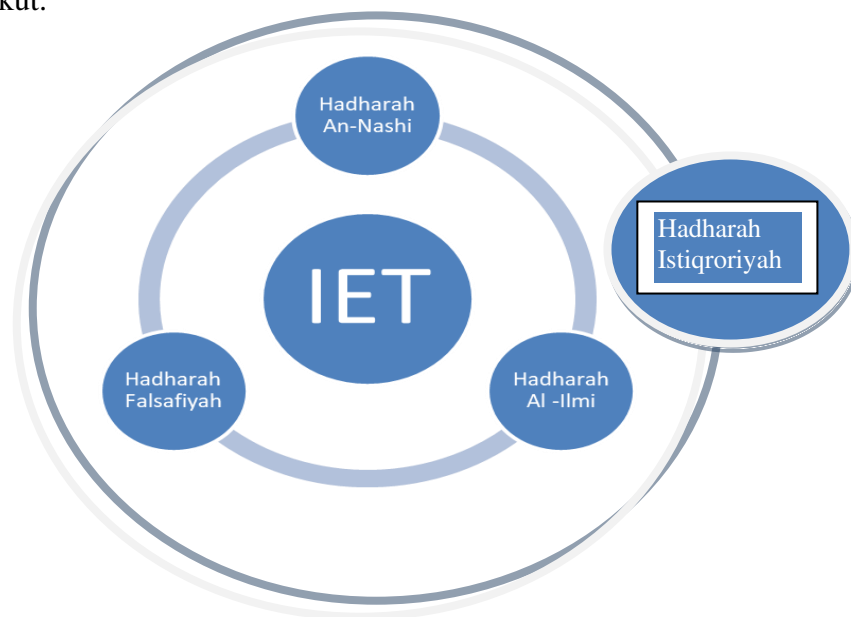 kut.
Hadharah
An-Nashi
Hadharah
Istiqroriyah
IET
Hadharah
Falsafiyah
Hadharah
Al -Ilmi